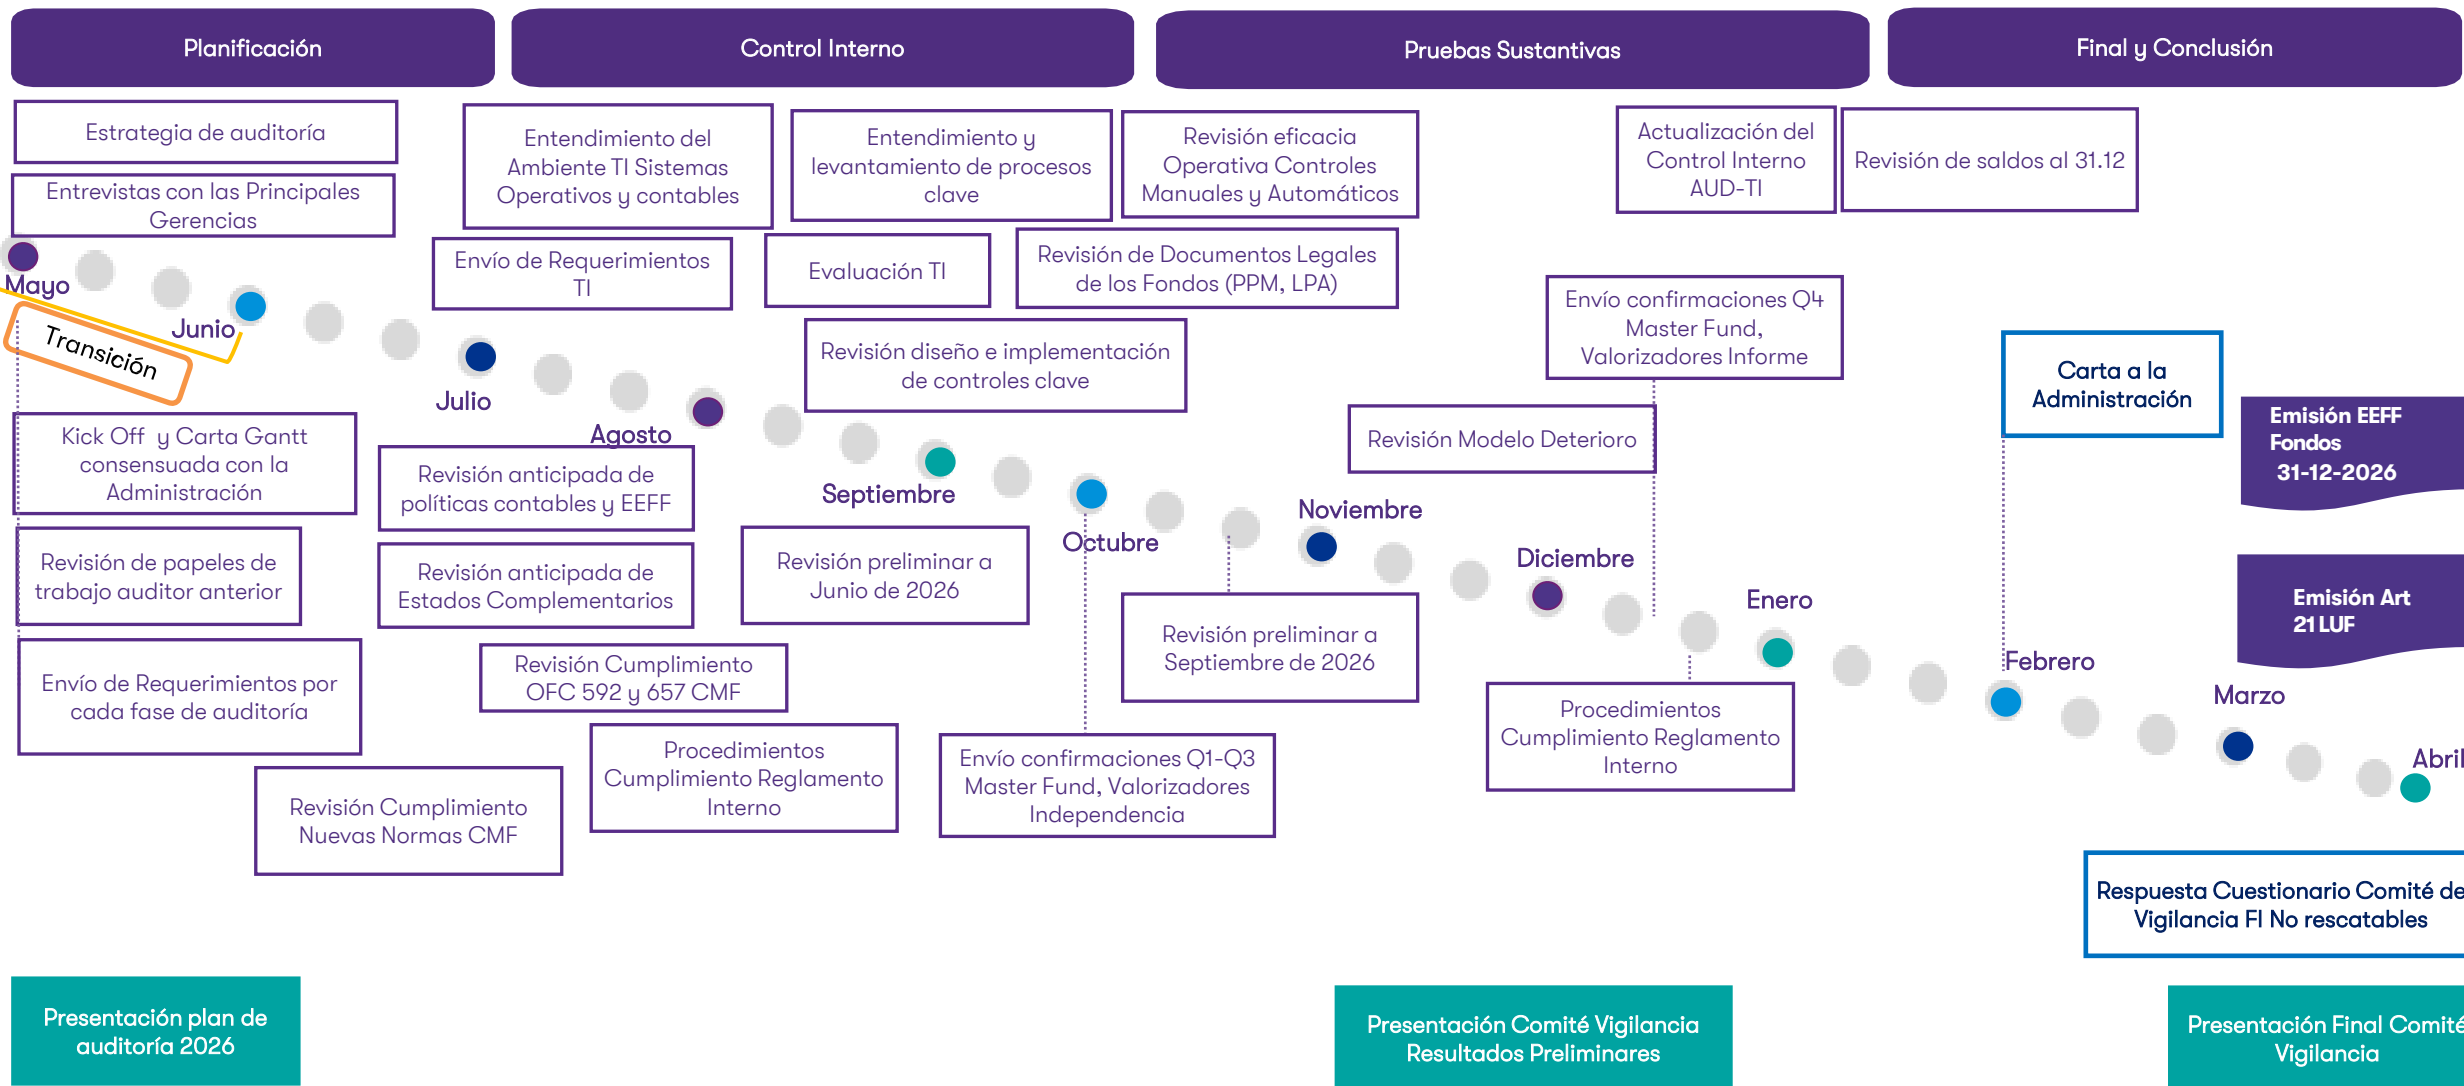 Planificación
Control Interno
Pruebas Sustantivas
Final y Conclusión
Estrategia de auditoría
Entrevistas con las Principales
Gerencias
Entendimiento del
Ambiente TI Sistemas
Operativos y contables
Entendimiento y
levantamiento de procesos
clave
Revisión eficacia
Operativa Controles
Manuales y Automáticos
Actualización del
Control Interno
AUD-TI
Revisión de saldos al 31.12
Envío de Requerimientos
TI
Evaluación TI
Revisión de Documentos Legales
de los Fondos (PPM, LPA)
Envío confirmaciones Q4
Master Fund,
Valorizadores Informe
Mayo
Junio
Transición
Julio
Agosto
Septiembre
Octubre
Noviembre
Diciembre
Enero
Febrero
Marzo
Abril
Revisión diseño e implementación
de controles clave
Revisión Modelo Deterioro
Carta a la
Administración
Emisión EEFF
Fondos
31-12-2026
Emisión Art
21 LUF
Kick Off y Carta Gantt
consensuada con la
Administración
Revisión de papeles de
trabajo auditor anterior
Envío de Requerimientos por
cada fase de auditoría
Revisión anticipada de
políticas contables y EEFF
Revisión anticipada de
Estados Complementarios
Revisión Cumplimiento
OFC 592 y 657 CMF
Revisión Cumplimiento
Nuevas Normas CMF
Procedimientos
Cumplimiento Reglamento
Interno
Revisión preliminar a
Junio de 2026
Envío confirmaciones Q1-Q3
Master Fund, Valorizadores
Independencia
Revisión preliminar a
Septiembre de 2026
Procedimientos
Cumplimiento Reglamento
Interno
Respuesta Cuestionario Comité de
Vigilancia FI No rescatables
Presentación plan de
auditoría 2026
Presentación Comité Vigilancia
Resultados Preliminares
Presentación Final Comité
Vigilancia